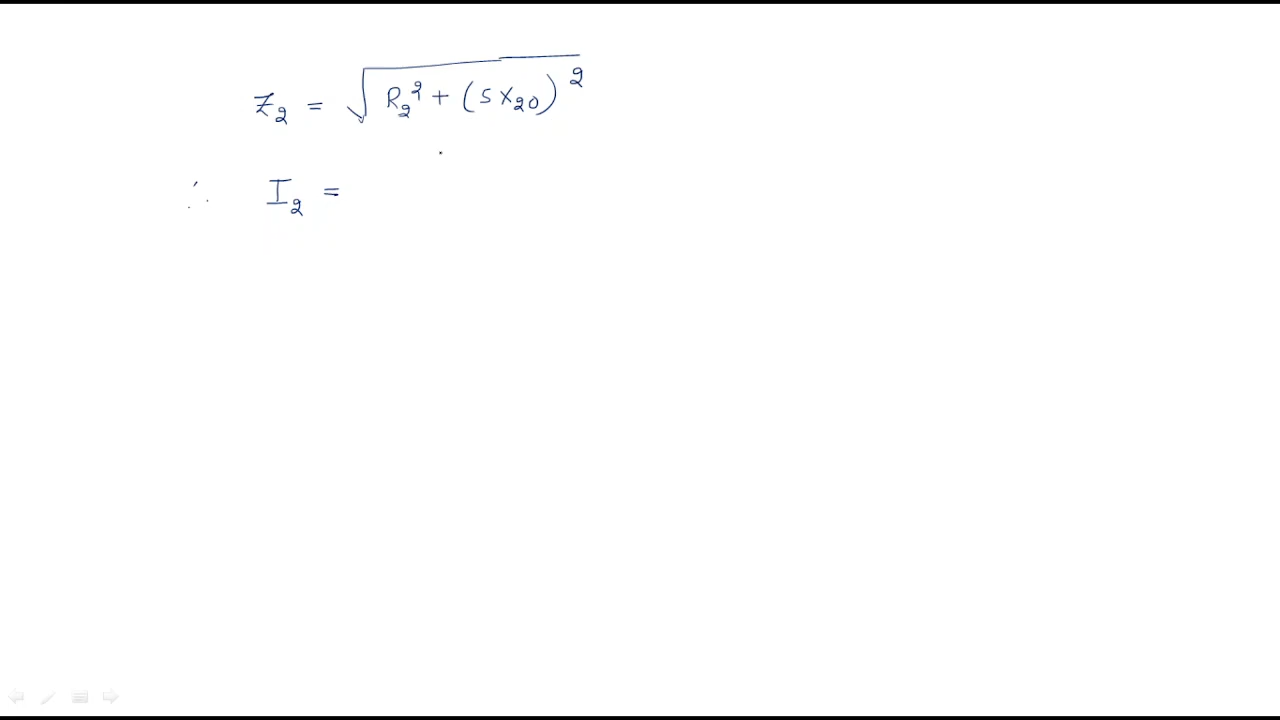 Z₂ = √(R₂² + (SX₂₀)²)
∴ I₂ =